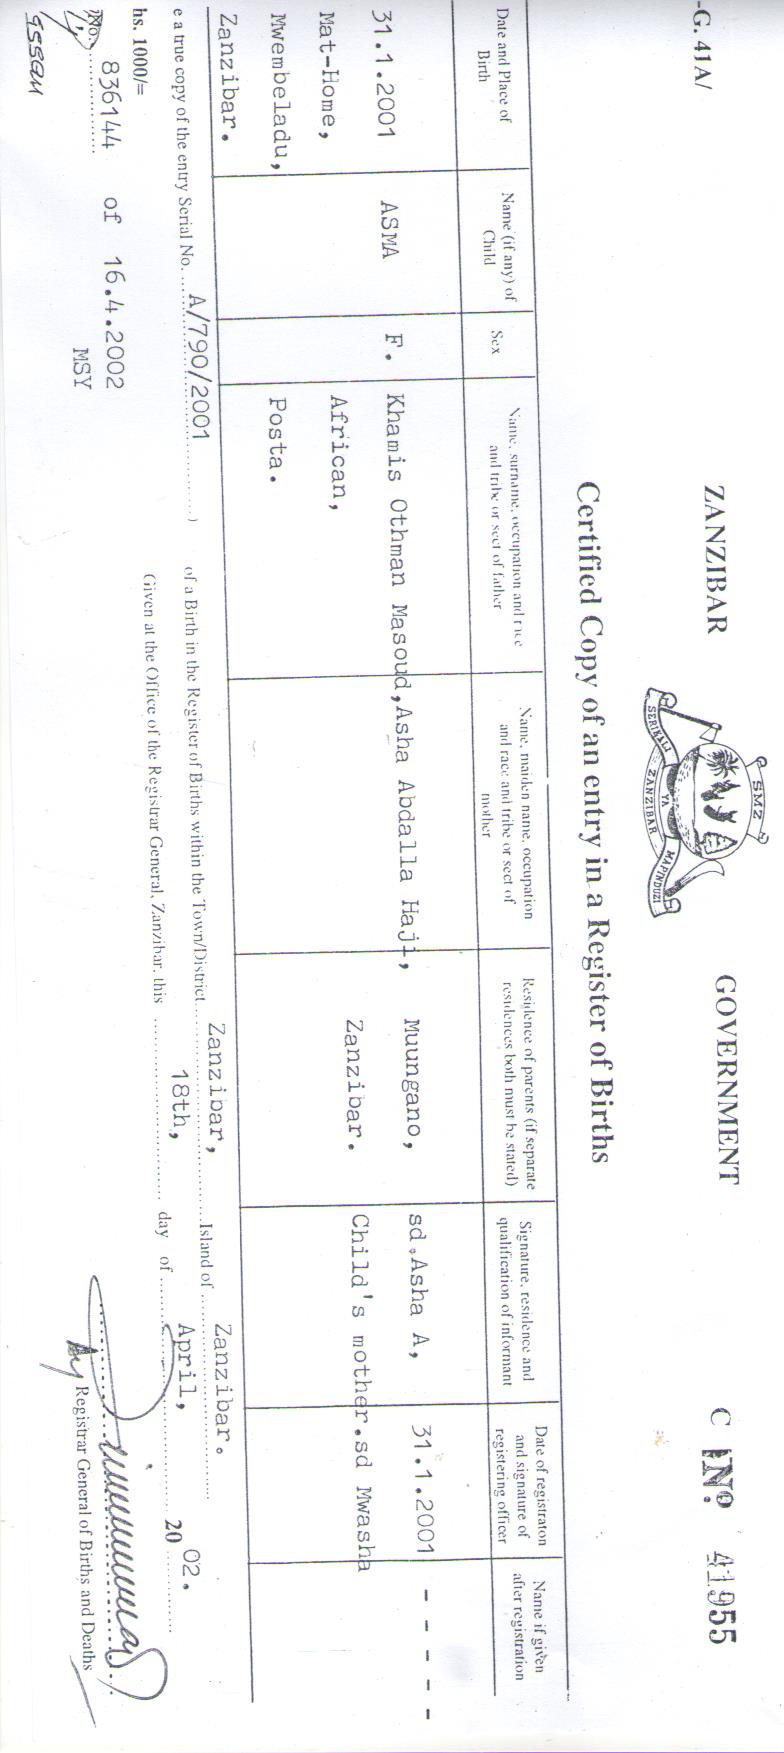 -G. 41A/
ZANZIBAR GOVERNMENT
C No. 41955
SMZ
SERIKALI YA MAPINDUZI
ZANZIBAR
Certified Copy of an entry in a Register of Births
Date and Place of Birth
Name (if any) of Child
Sex
Name, surname, occupation and race and tribe or sect of father
Name, maiden name, occupation and race and tribe or sect of mother
Residence of parents (if separate residences both must be stated)
Signature, residence and qualification of informant
Date of registraton and signature of registering officer
Name if given after registration
31.1.2001 ASMA F. Khamis Othman Masoud, Asha Abdalla Haji, Muungano, sd.Asha A, 31.1.2001 - - - - -
Mat-Home, African, Zanzibar. Child's mother.sd Mwasha
Mwembeladu, Posta.
Zanzibar.
e a true copy of the entry Serial No. ... A/790/2001 ...) of a Birth in the Register of Births within the Town/District... Zanzibar, ...Island of ... Zanzibar. ...
hs. 1000/= Given at the Office of the Registrar General, Zanzibar, this ... 18th, ... day of ... April, ... 20 02. ...
No. 836144 of 16.4.2002
MSY
by Registrar General of Births and Deaths